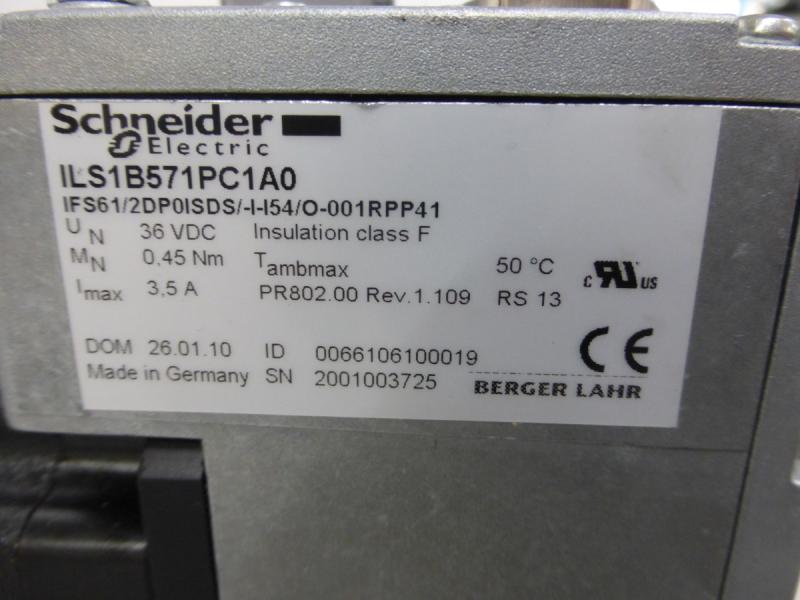 Schneider
Electric
ILS1B571PC1A0
IFS61/2DP0ISDS/-I-I54/O-001RPP41
UN 36 VDC Insulation class F
MN 0,45 Nm Tambmax 50 °C
Imax 3,5 A PR802.00 Rev.1.109 RS 13
c RU US
CE
DOM 26.01.10 ID 0066106100019
Made in Germany SN 2001003725
BERGER LAHR